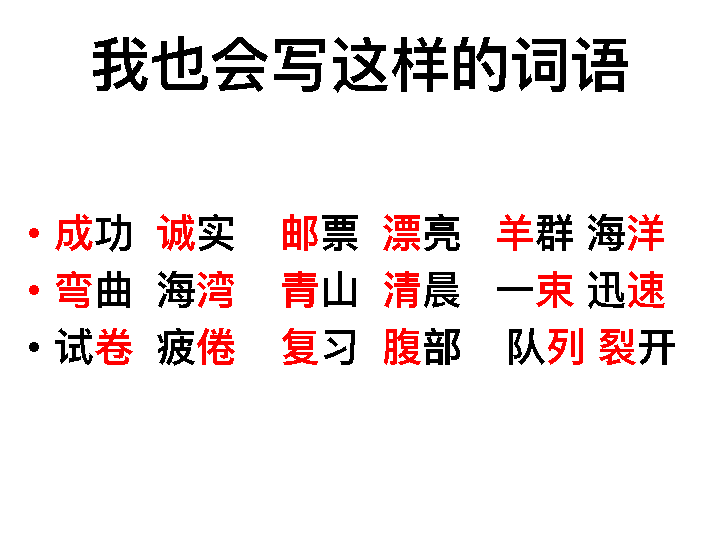 我也会写这样的词语
• 成功 诚实 邮票 漂亮 羊群 海洋
• 弯曲 海湾 青山 清晨 一束 迅速
• 试卷 疲倦 复习 腹部 队列 裂开